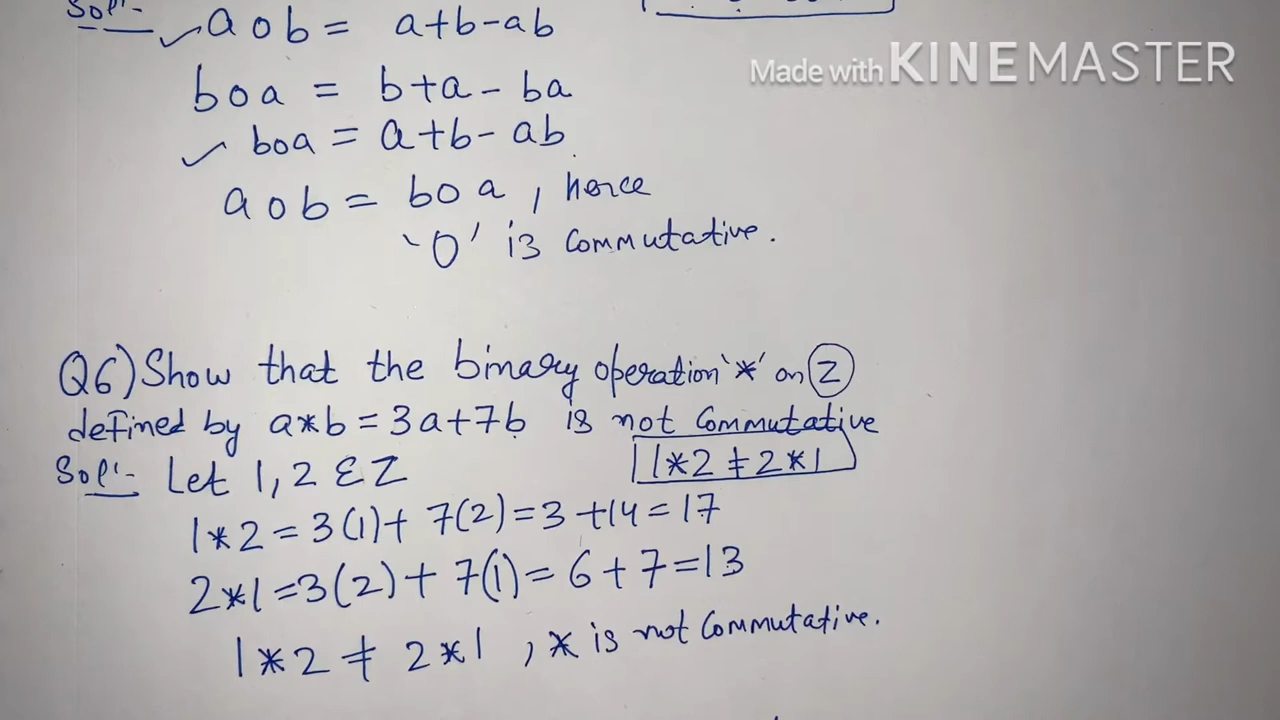 Sol':-
a o b = a+b-ab
Made with KINEMASTER
b o a = b+a - ba
boa = a+b- ab
a o b = b o a , hence
'O' is commutative.
Q6) Show that the binary operation '*' on Z
defined by a*b = 3a+7b is not commutative
1*2 ≠ 2*1
Sol':- Let 1, 2 ∈ Z
1*2 = 3(1)+ 7(2) = 3 +14 = 17
2*1 = 3(2)+ 7(1) = 6 + 7 = 13
1*2 ≠ 2*1 , * is not commutative.